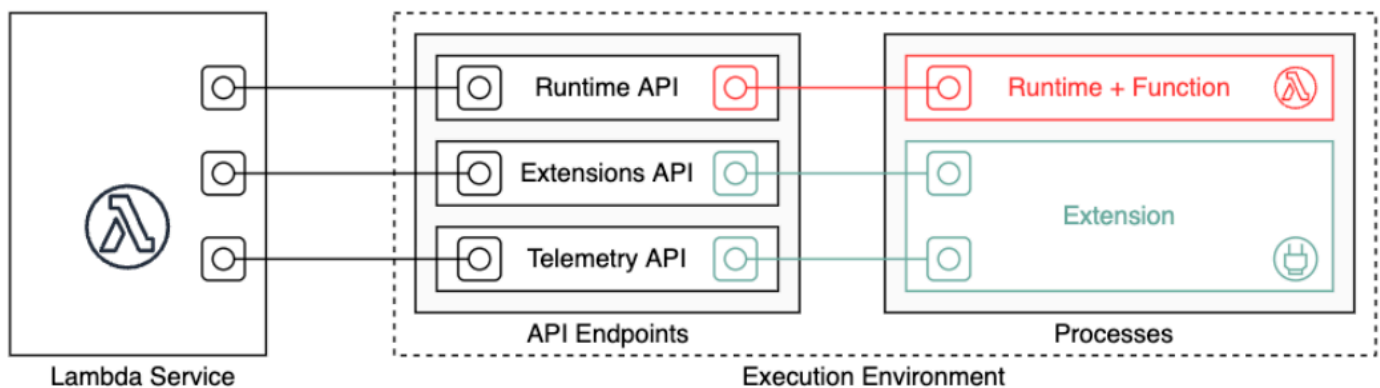 Runtime API
Runtime + Function
Extensions API
Extension
Telemetry API
API Endpoints
Processes
Lambda Service
Execution Environment